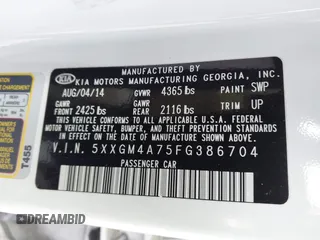 MANUFACTURED BY
KIA KIA MOTORS MANUFACTURING GEORGIA, INC.
AUG/04/14 GVWR 4365 lbs PAINT SWP
GAWR FRONT 2425 lbs GAWR REAR 2116 lbs TRIM UP
THIS VEHICLE CONFORMS TO ALL APPLICABLE
U.S. FEDERAL MOTOR VEHICLE SAFETY, BUMPER,
AND THEFT PREVENTION STANDARDS IN EFFECT ON
THE DATE OF MANUFACTURE SHOWN ABOVE.
V.I.N. 5XXGM4A75FG386704
PASSENGER CAR
T455
DREAMBID